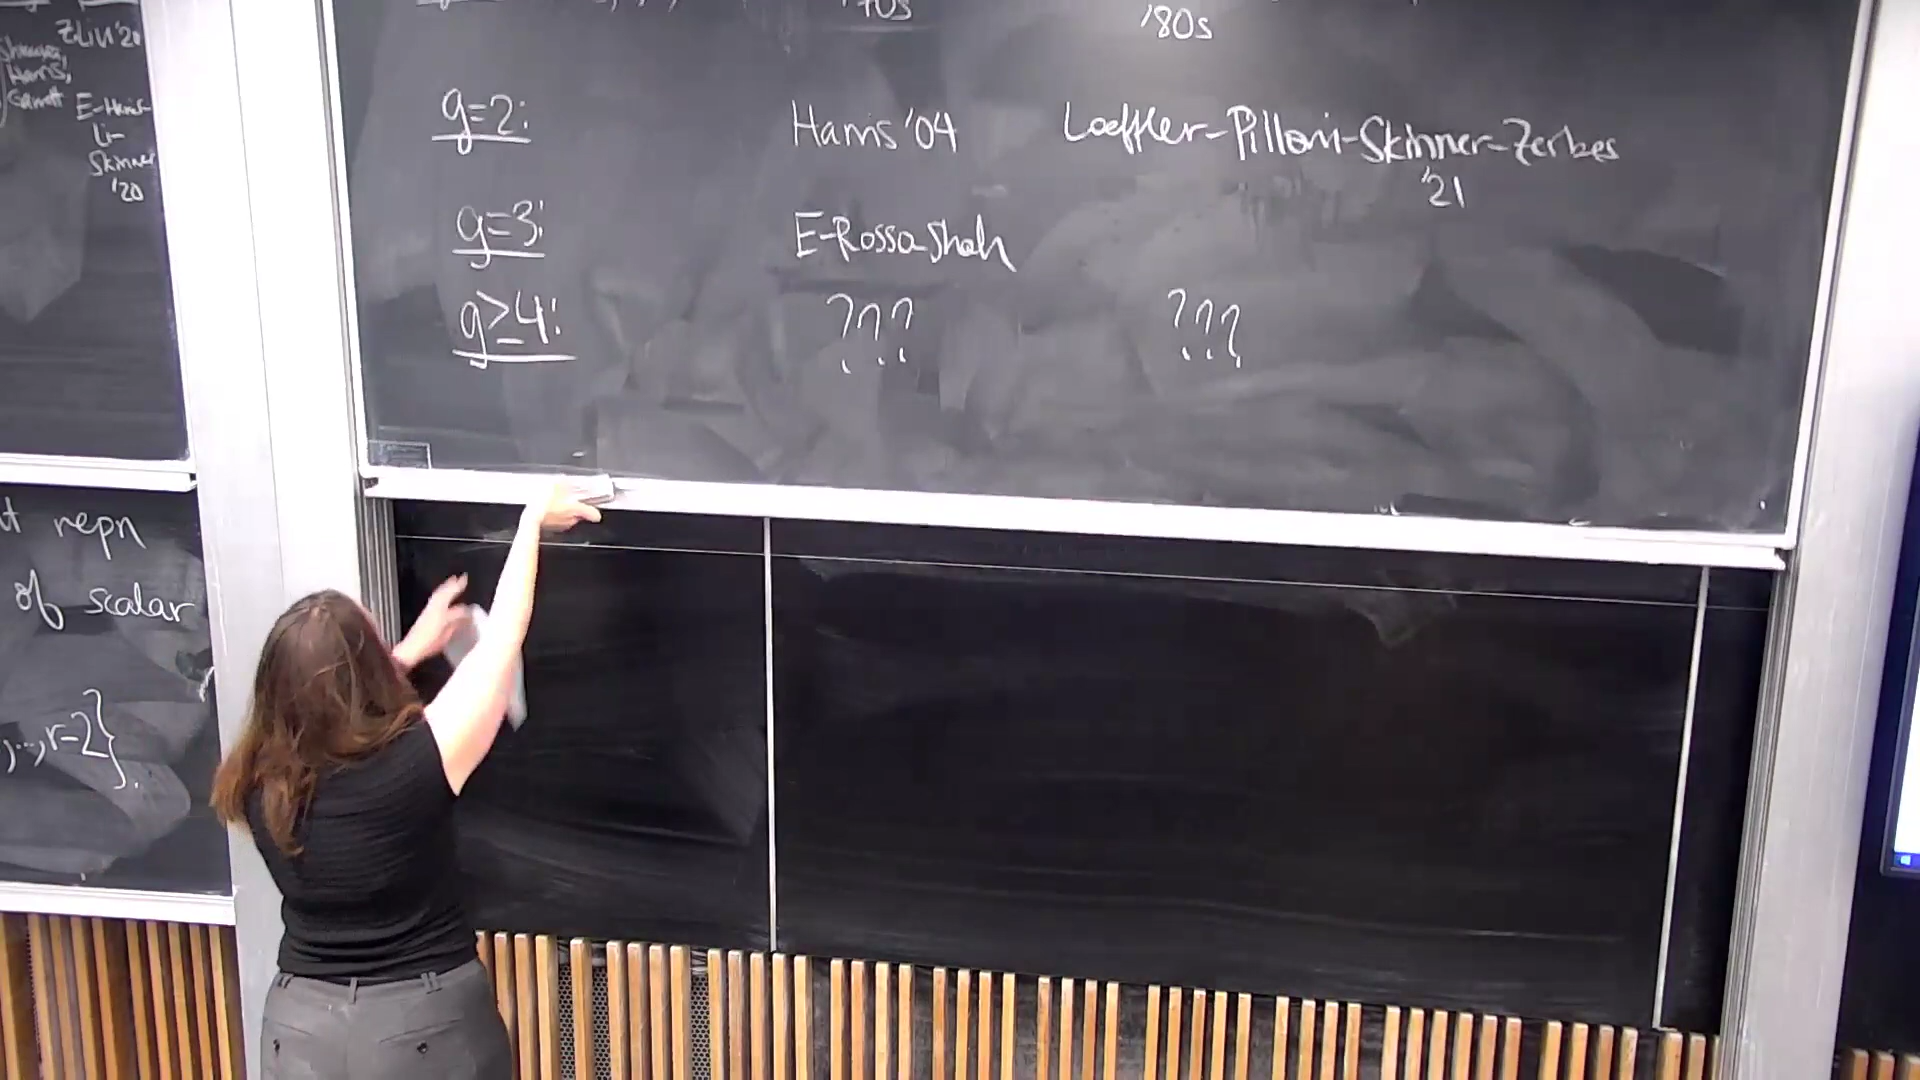 ZLiu'20
Harris,
Garrett
E-Harris-
Li-
Skinner
'20
t repn
of scalar
,...,r-2}.
'70s
'80s
g=2: Harris '04 Loeffler-Pilloni-Skinner-Zerbes
'21
g=3: E-Rossa-Shah
g≥4: ??? ???